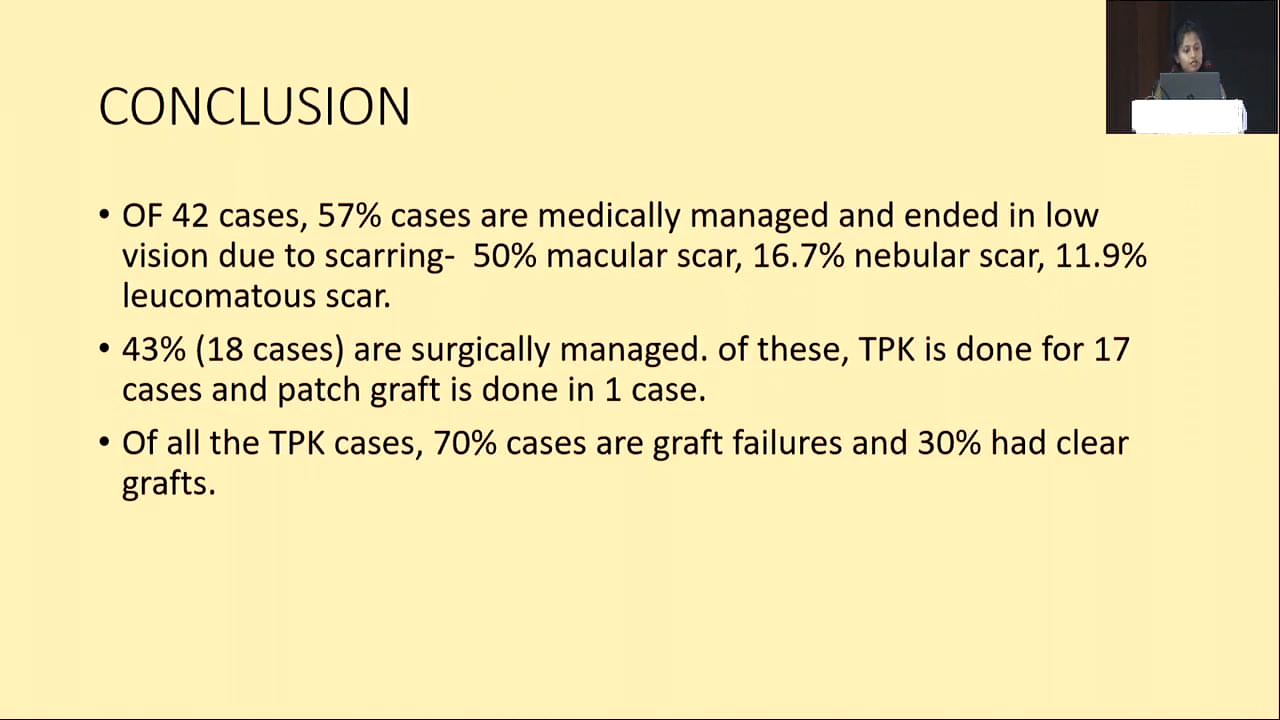 CONCLUSION
• OF 42 cases, 57% cases are medically managed and ended in low
vision due to scarring- 50% macular scar, 16.7% nebular scar, 11.9%
leucomatous scar.
• 43% (18 cases) are surgically managed. of these, TPK is done for 17
cases and patch graft is done in 1 case.
• Of all the TPK cases, 70% cases are graft failures and 30% had clear
grafts.